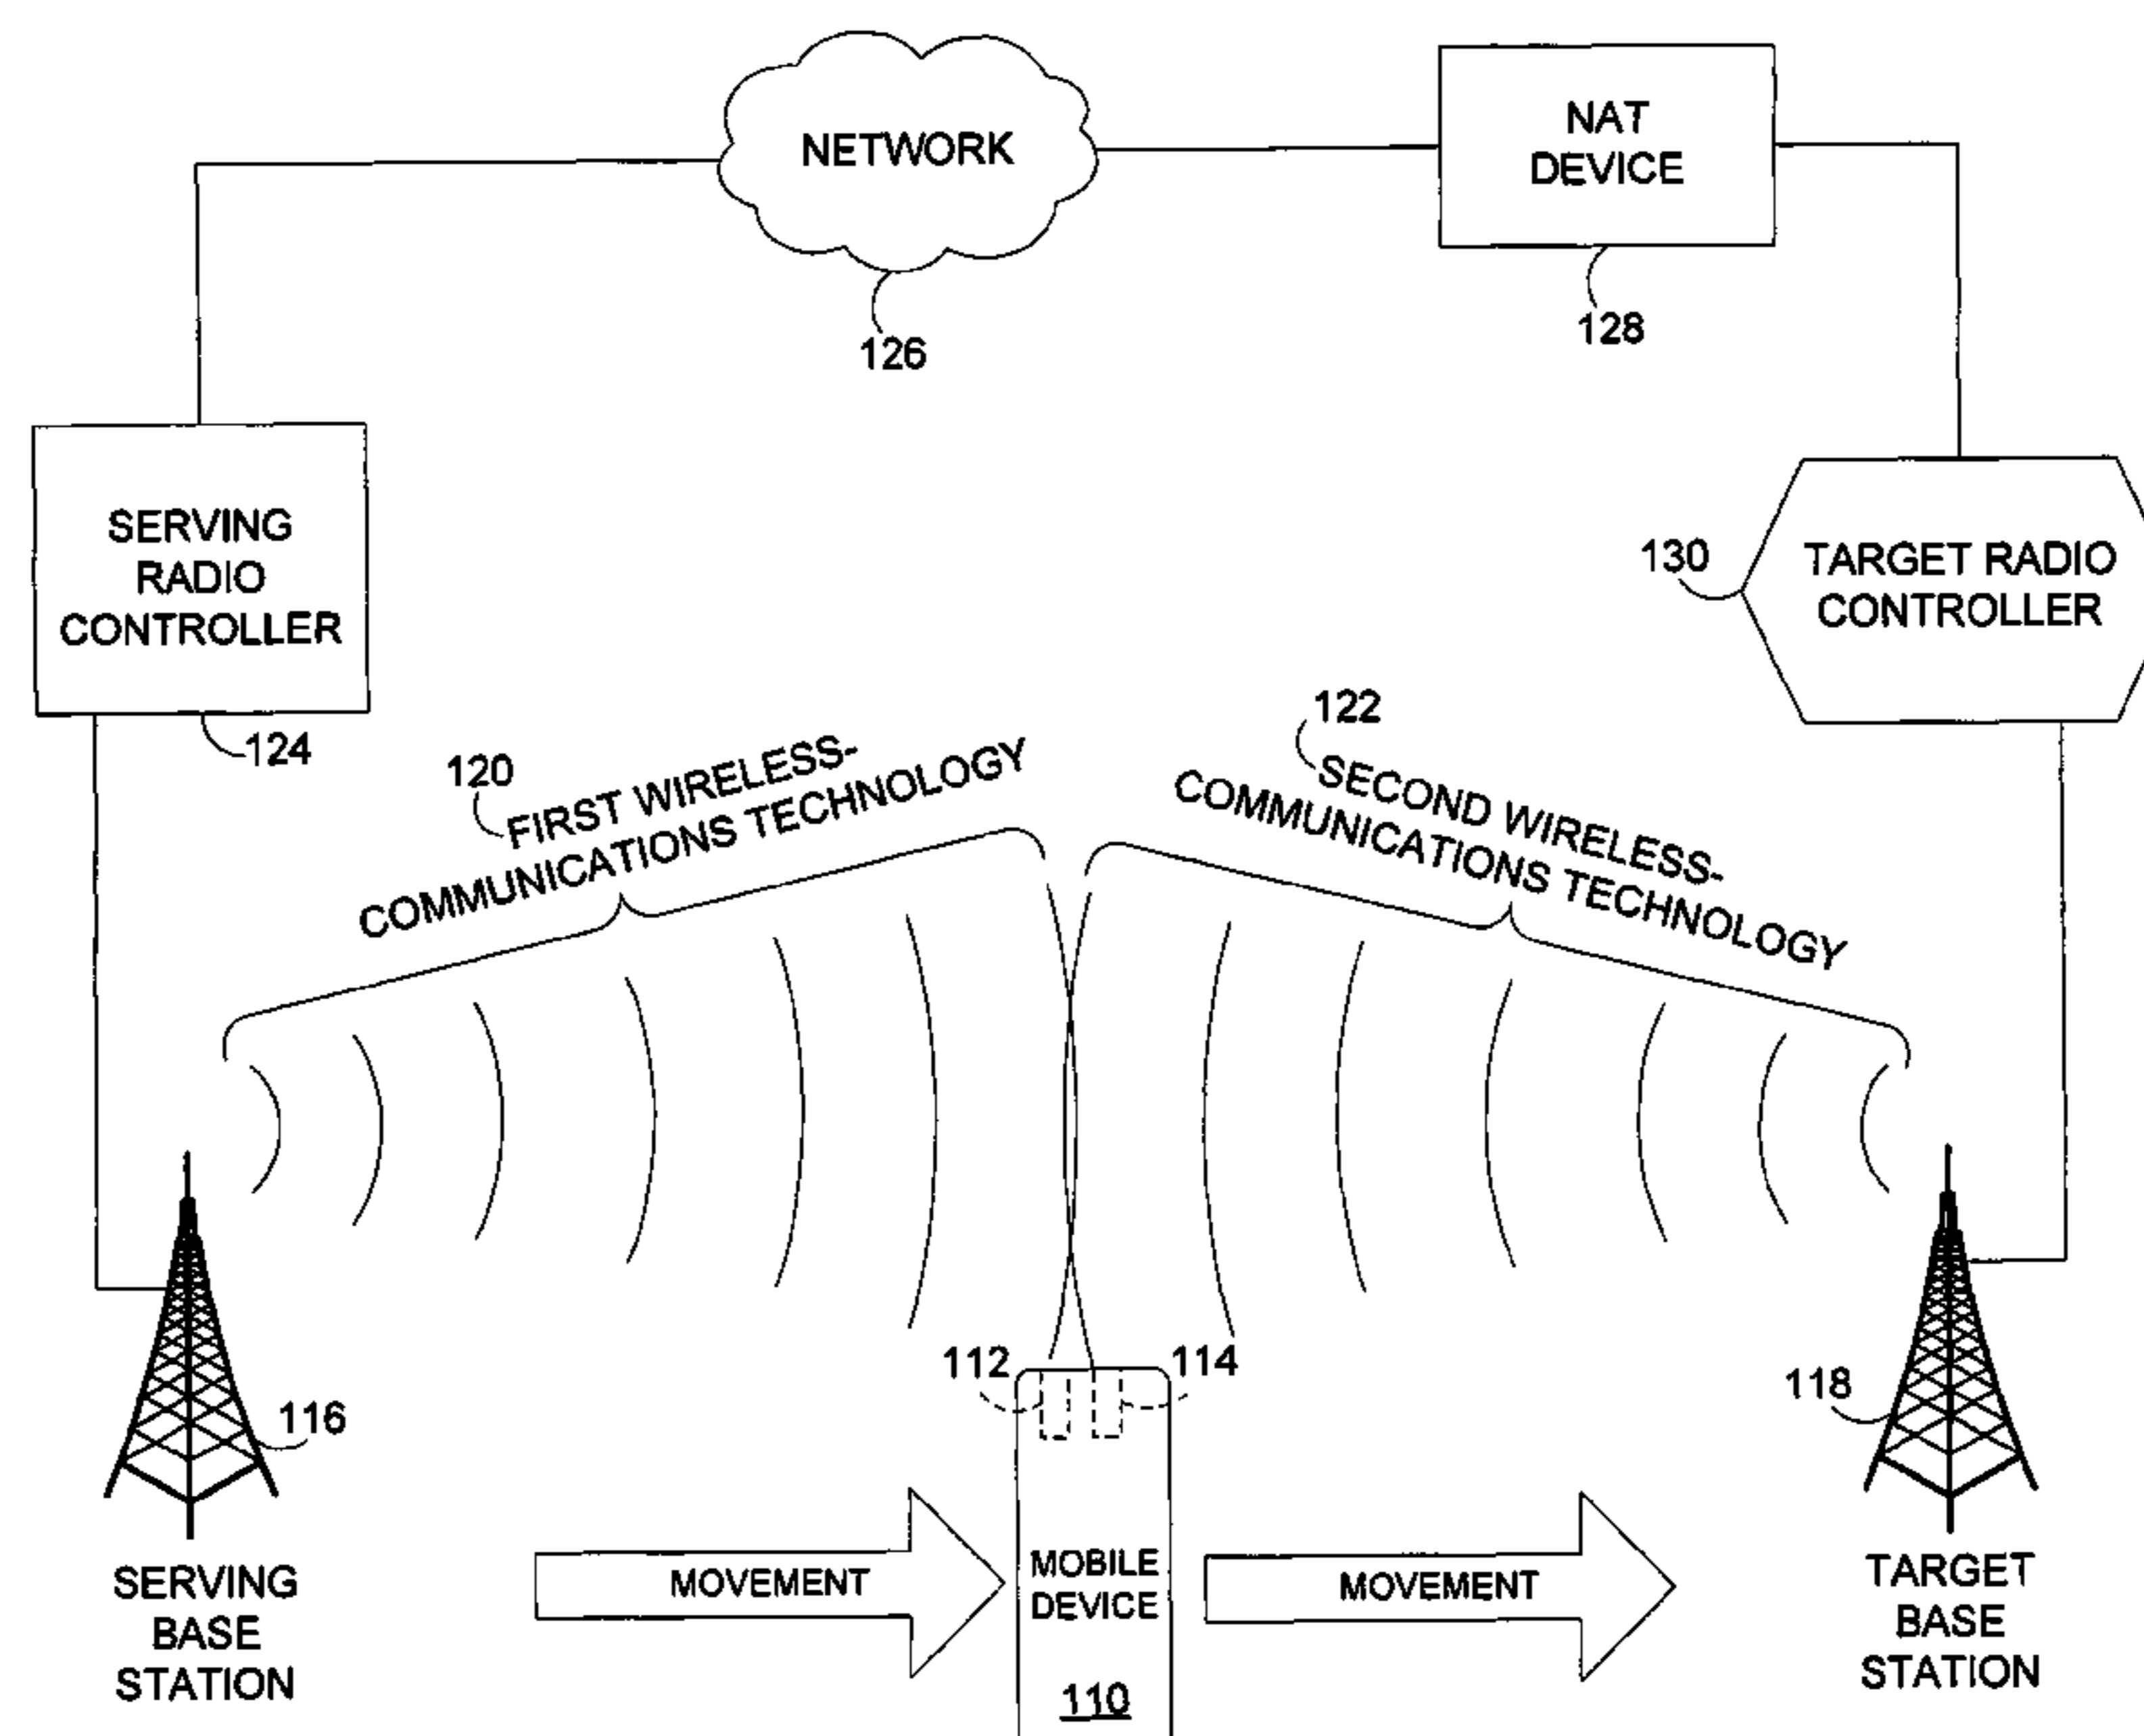 NETWORK
NAT
DEVICE
126
128
SERVING
RADIO
CONTROLLER
124
130
TARGET RADIO
CONTROLLER
120
FIRST WIRELESS-
COMMUNICATIONS TECHNOLOGY
122
SECOND WIRELESS-
COMMUNICATIONS TECHNOLOGY
112
114
116
118
MOVEMENT
MOBILE
DEVICE
110
MOVEMENT
SERVING
BASE
STATION
TARGET
BASE
STATION